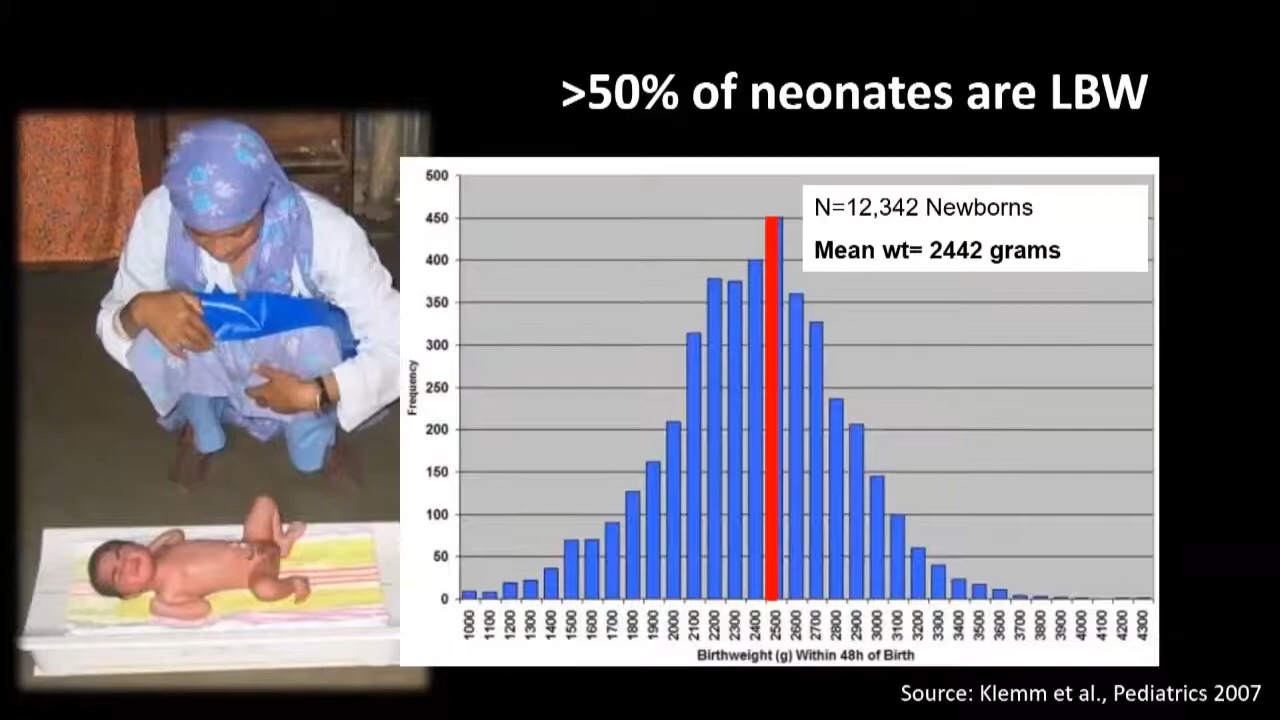 >50% of neonates are LBW
N=12,342 Newborns
Mean wt= 2442 grams
Frequency
500
450
400
350
300
250
200
150
100
50
0
1000 1100 1200 1300 1400 1500 1600 1700 1800 1900 2000 2100 2200 2300 2400 2500 2600 2700 2800 2900 3000 3100 3200 3300 3400 3500 3600 3700 3800 3900 4000 4100 4200 4300
Birthweight (g) Within 48h of Birth
Source: Klemm et al., Pediatrics 2007